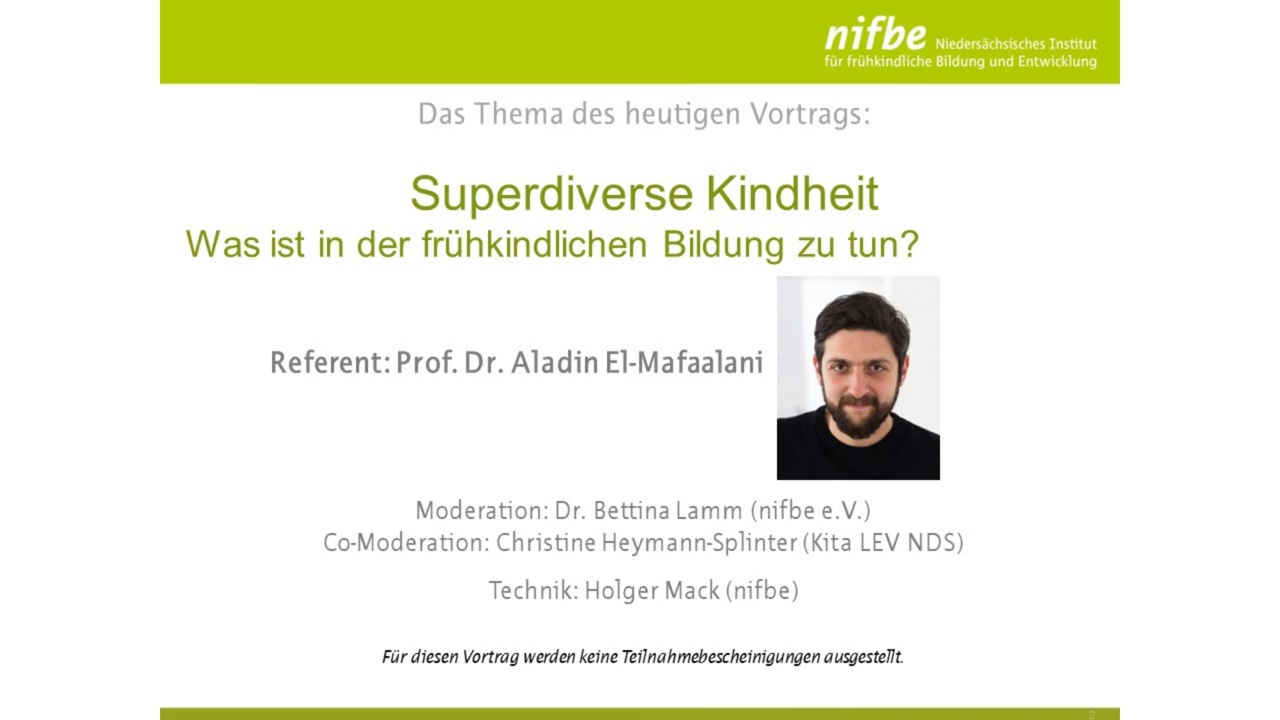 nifbe Niedersächsisches Institut
für frühkindliche Bildung und Entwicklung
Das Thema des heutigen Vortrags:
Superdiverse Kindheit
Was ist in der frühkindlichen Bildung zu tun?
Referent: Prof. Dr. Aladin El-Mafaalani
Moderation: Dr. Bettina Lamm (nifbe e.V.)
Co-Moderation: Christine Heymann-Splinter (Kita LEV NDS)
Technik: Holger Mack (nifbe)
Für diesen Vortrag werden keine Teilnahmebescheinigungen ausgestellt.
2